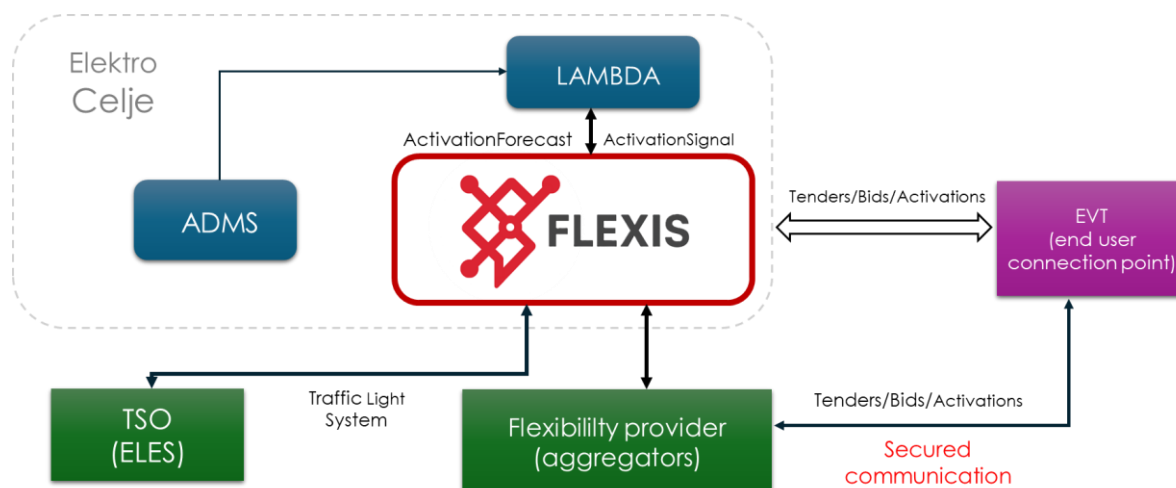 Elektro
Celje
LAMBDA
ActivationForecast
ActivationSignal
ADMS
FLEXIS
Tenders/Bids/Activations
EVT
(end user
connection point)
TSO
(ELES)
Traffic Light
System
Flexibililty provider
(aggregators)
Tenders/Bids/Activations
Secured
communication